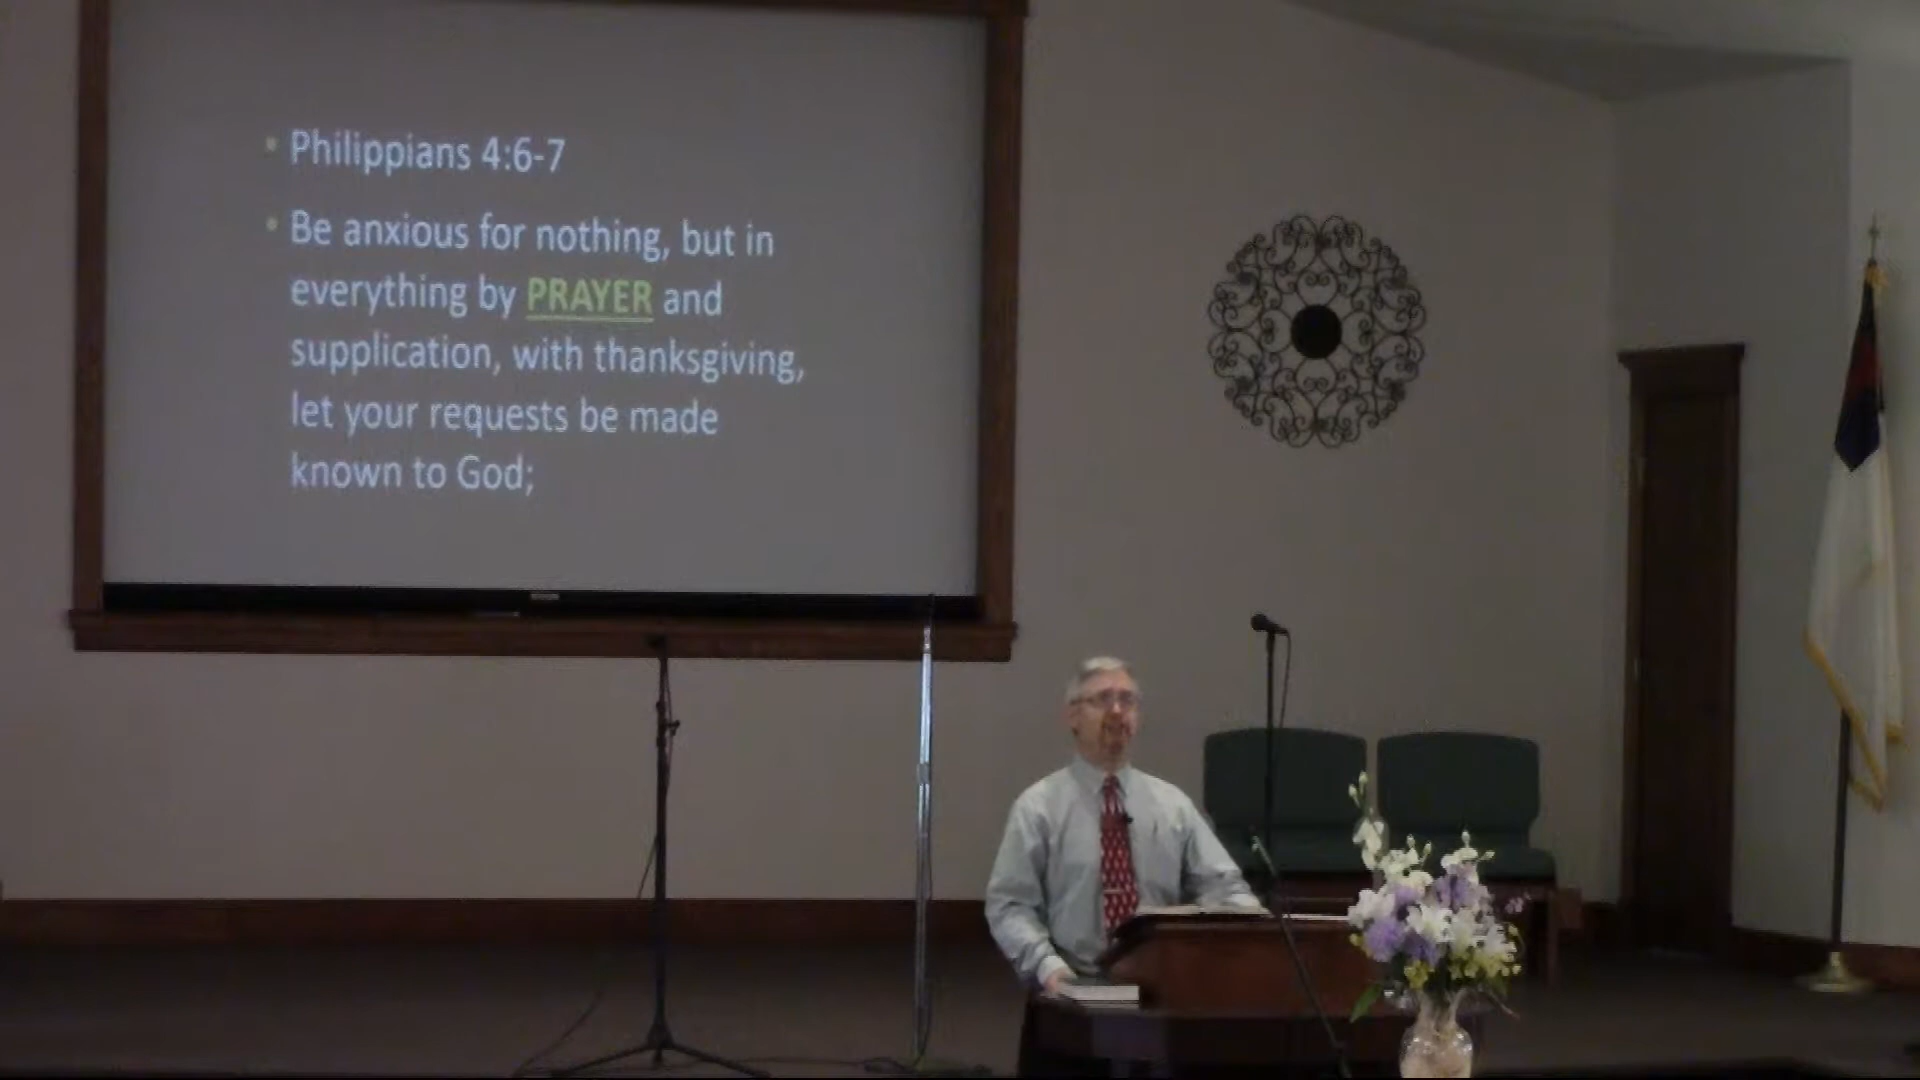 Philippians 4:6-7
Be anxious for nothing, but in
everything by PRAYER and
supplication, with thanksgiving,
let your requests be made
known to God;